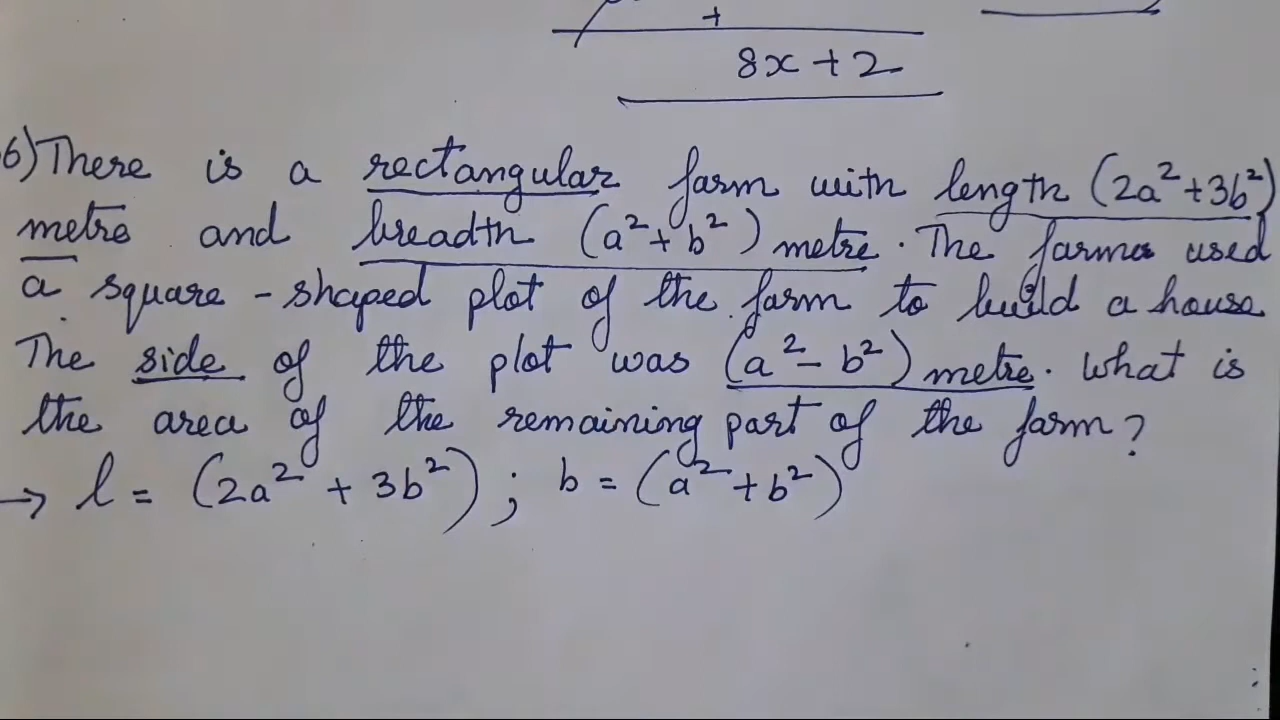 +
8x + 2
6) There is a rectangular farm with length (2a² + 3b²)
metre and breadth (a² + b²) metre. The farmer used
a square-shaped plot of the farm to build a house
The side of the plot was (a² - b²) metre. What is
the area of the remaining part of the farm?
→ l = (2a² + 3b²) ; b = (a² + b²)